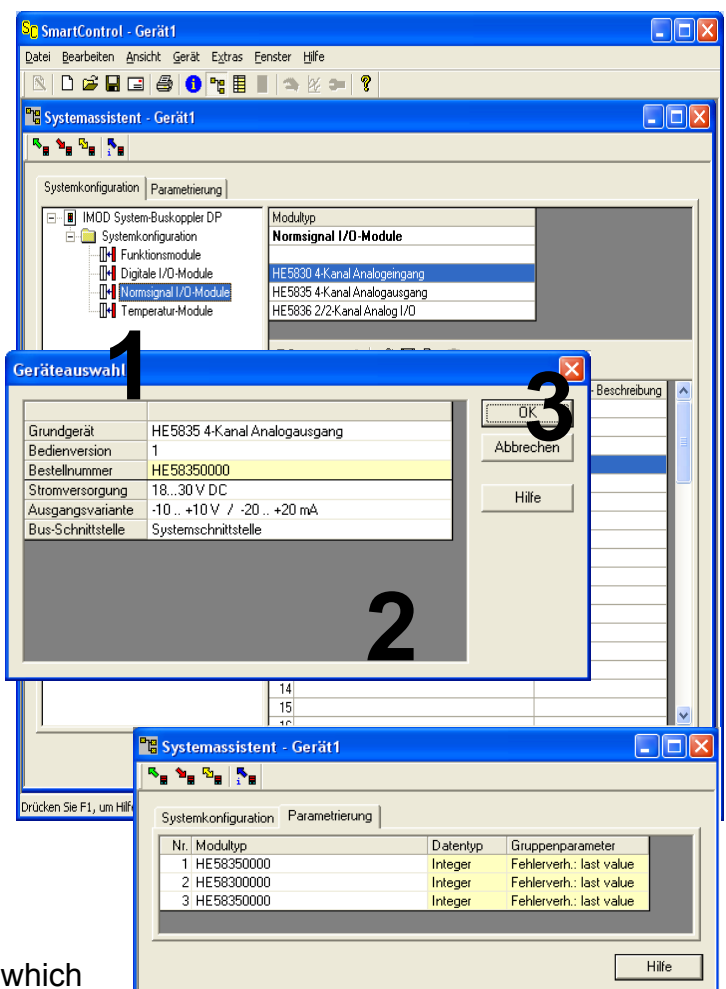 SmartControl - Gerät1
Datei Bearbeiten Ansicht Gerät Extras Fenster Hilfe
Systemassistent - Gerät1
Systemkonfiguration Parametrierung
IMOD System-Buskoppler DP
Systemkonfiguration
Funktionsmodule
Digitale I/O-Module
Normsignal I/O-Module
Temperatur-Module
Modultyp
Normsignal I/O-Module
HE5830 4-Kanal Analogeingang
HE5835 4-Kanal Analogausgang
HE5836 2/2-Kanal Analog I/O
1
Beschreibung
Geräteauswahl
3
Grundgerät HE5835 4-Kanal Analogausgang
Bedienversion 1
Bestellnummer HE58350000
Stromversorgung 18...30 V DC
Ausgangsvariante -10 .. +10 V / -20 .. +20 mA
Bus-Schnittstelle Systemschnittstelle
OK
Abbrechen
Hilfe
2
14
15
16
Systemassistent - Gerät1
Drücken Sie F1, um Hilfe
Systemkonfiguration Parametrierung
Nr. Modultyp Datentyp Gruppenparameter
1 HE58350000 Integer Fehlerverh.: last value
2 HE58300000 Integer Fehlerverh.: last value
3 HE58350000 Integer Fehlerverh.: last value
Hilfe
which